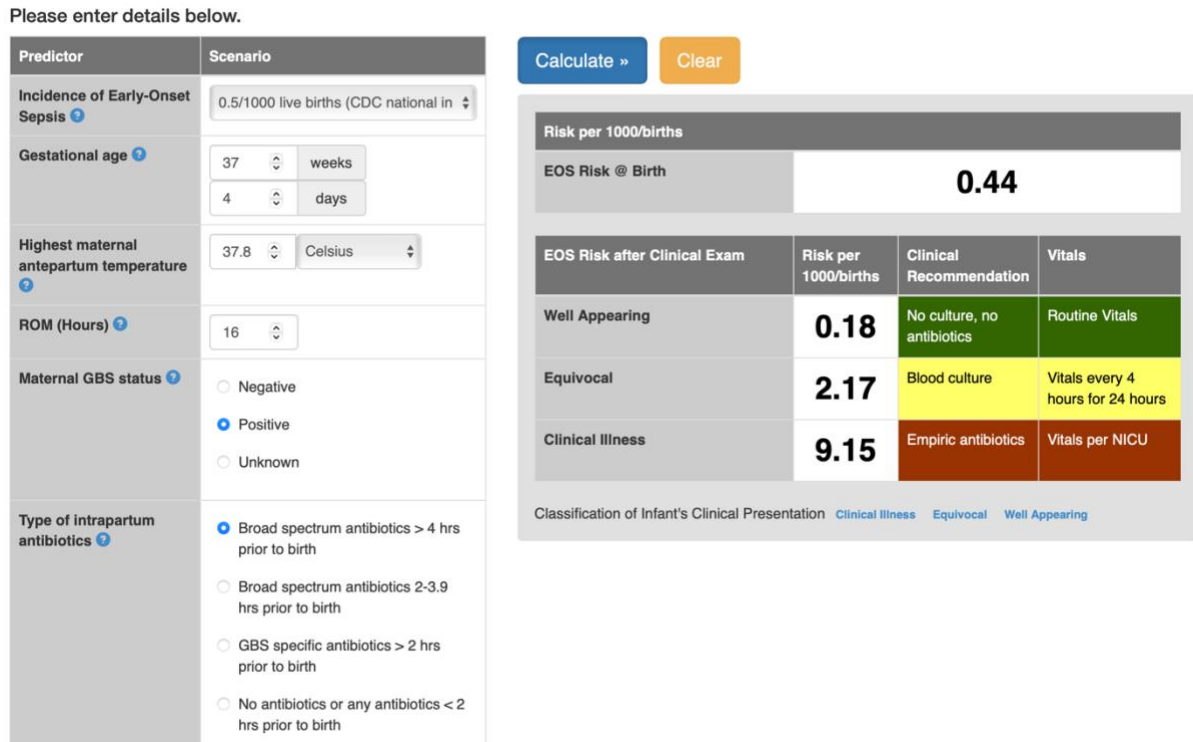 Please enter details below.
Predictor
Scenario
Incidence of Early-Onset
Sepsis ?
0.5/1000 live births (CDC national in
Gestational age ?
37
weeks
4
days
Highest maternal
antepartum temperature
?
37.8
Celsius
ROM (Hours) ?
16
Maternal GBS status ?
Negative
Positive
Unknown
Type of intrapartum
antibiotics ?
Broad spectrum antibiotics > 4 hrs
prior to birth
Broad spectrum antibiotics 2-3.9
hrs prior to birth
GBS specific antibiotics > 2 hrs
prior to birth
No antibiotics or any antibiotics < 2
hrs prior to birth
Calculate »
Clear
Risk per 1000/births
EOS Risk @ Birth
0.44
EOS Risk after Clinical Exam
Risk per
1000/births
Clinical
Recommendation
Vitals
Well Appearing
0.18
No culture, no
antibiotics
Routine Vitals
Equivocal
2.17
Blood culture
Vitals every 4
hours for 24 hours
Clinical Illness
9.15
Empiric antibiotics
Vitals per NICU
Classification of Infant's Clinical Presentation Clinical Illness Equivocal Well Appearing